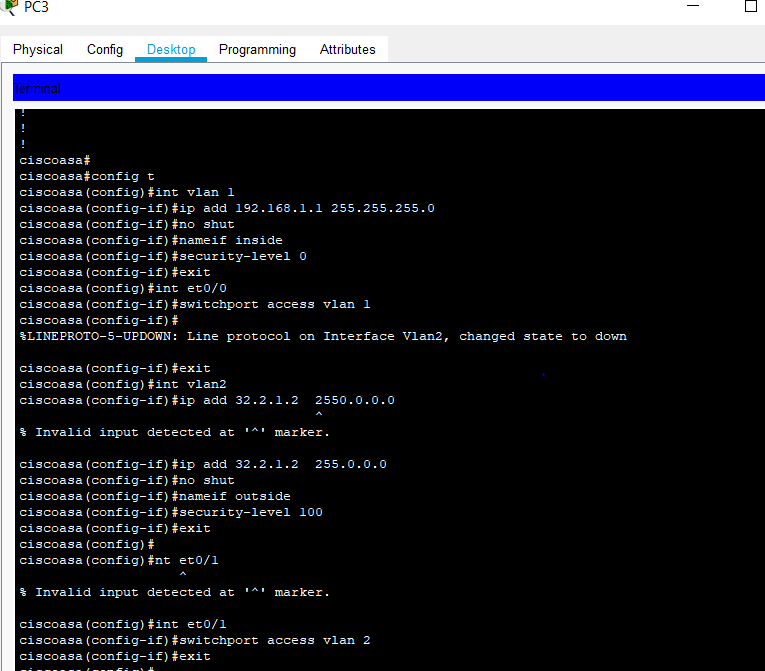 PC3
Physical Config Desktop Programming Attributes
Terminal
!
!
!
ciscoasa#
ciscoasa#config t
ciscoasa(config)#int vlan 1
ciscoasa(config-if)#ip add 192.168.1.1 255.255.255.0
ciscoasa(config-if)#no shut
ciscoasa(config-if)#nameif inside
ciscoasa(config-if)#security-level 0
ciscoasa(config-if)#exit
ciscoasa(config)#int et0/0
ciscoasa(config-if)#switchport access vlan 1
ciscoasa(config-if)#
%LINEPROTO-5-UPDOWN: Line protocol on Interface Vlan2, changed state to down
ciscoasa(config-if)#exit
ciscoasa(config)#int vlan2
ciscoasa(config-if)#ip add 32.2.1.2  2550.0.0.0
^
% Invalid input detected at '^' marker.
ciscoasa(config-if)#ip add 32.2.1.2  255.0.0.0
ciscoasa(config-if)#no shut
ciscoasa(config-if)#nameif outside
ciscoasa(config-if)#security-level 100
ciscoasa(config-if)#exit
ciscoasa(config)#
ciscoasa(config)#nt et0/1
^
% Invalid input detected at '^' marker.
ciscoasa(config)#int et0/1
ciscoasa(config-if)#switchport access vlan 2
ciscoasa(config-if)#exit
ciscoasa(config)#